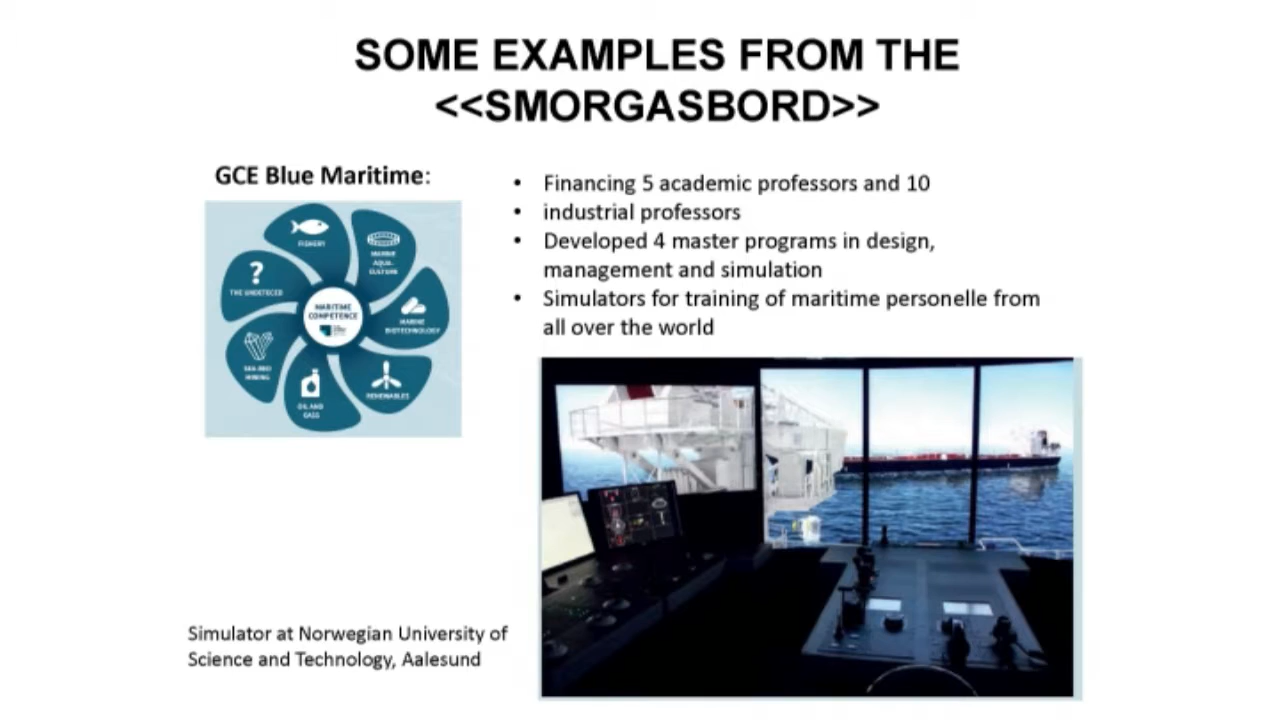 SOME EXAMPLES FROM THE
<<SMORGASBORD>>
GCE Blue Maritime:
FISHERY
MARINE
AQUA-
CULTURE
? 
THE UNDETECED
MARITIME
COMPETENCE
MARINE
BIOTECHNOLOGY
SEA-BED
MINING
OIL AND
GASS
RENEWABLES
• Financing 5 academic professors and 10
• industrial professors
• Developed 4 master programs in design,
management and simulation
• Simulators for training of maritime personelle from
all over the world
Simulator at Norwegian University of
Science and Technology, Aalesund